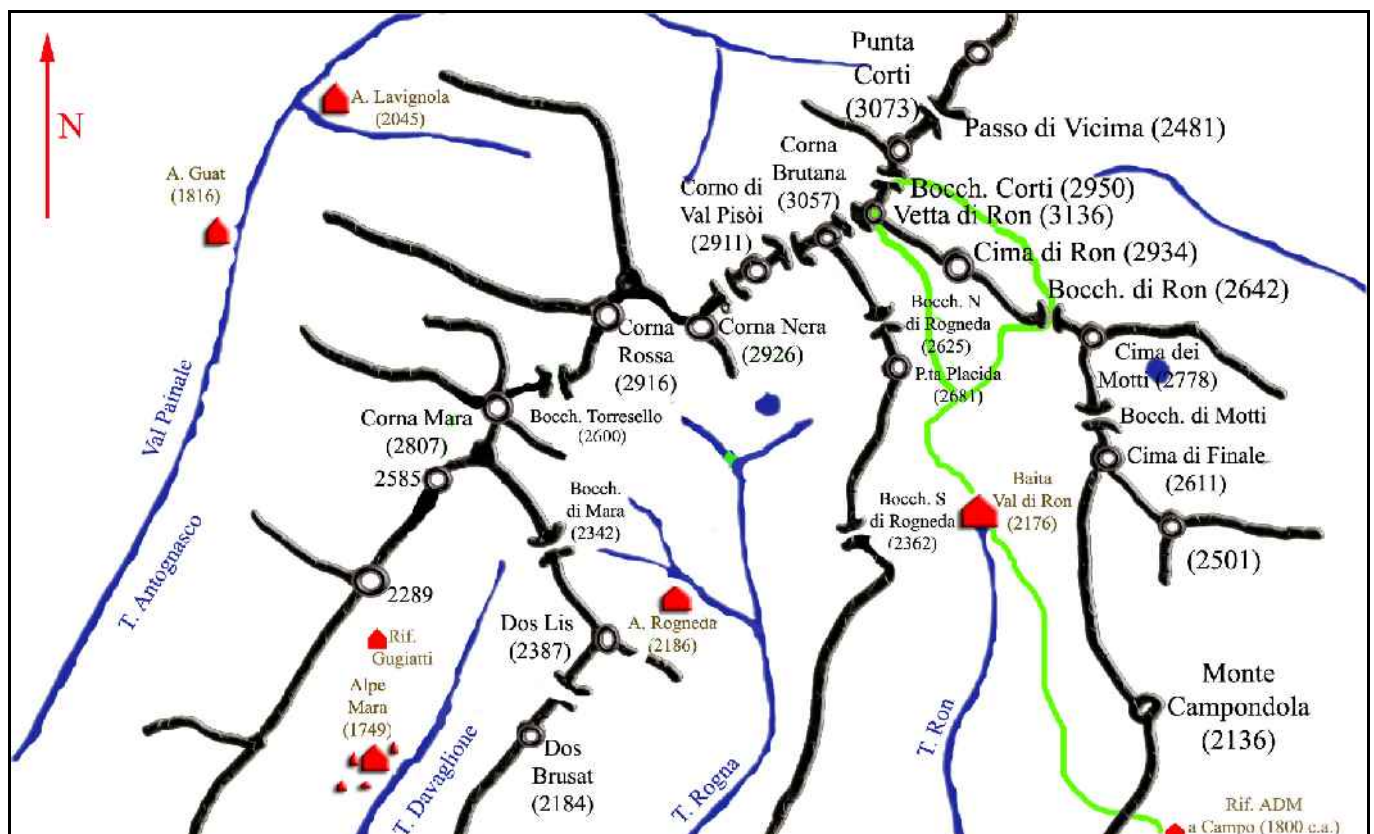 N
A. Lavignola
(2045)
A. Guat
(1816)
Val Painale
T. Antognasco
Punta
Corti
(3073)
Passo di Vicima (2481)
Corna
Brutana
(3057)
Bocch. Corti (2950)
Vetta di Ron (3136)
Corno di
Val Pisòi
(2911)
Cima di Ron (2934)
Bocch. di Ron (2642)
Corna
Rossa
(2916)
Corna Nera
(2926)
Bocch. N
di Rogneda
(2625)
P.ta Placida
(2681)
Cima dei
Motti (2778)
Bocch. di Motti
Corna Mara
(2807)
Bocch. Torresello
(2600)
2585
Cima di Finale
(2611)
Bocch.
di Mara
(2342)
Bocch. S
di Rogneda
(2362)
Baita
Val di Ron
(2176)
(2501)
2289
Rif.
Gugiatti
Dos Lis
(2387)
A. Rogneda
(2186)
Alpe
Mara
(1749)
Monte
Campondola
(2136)
Dos
Brusat
(2184)
T. Davaglione
T. Rogna
T. Ron
Rif. ADM
a Campo (1800 c.a.)